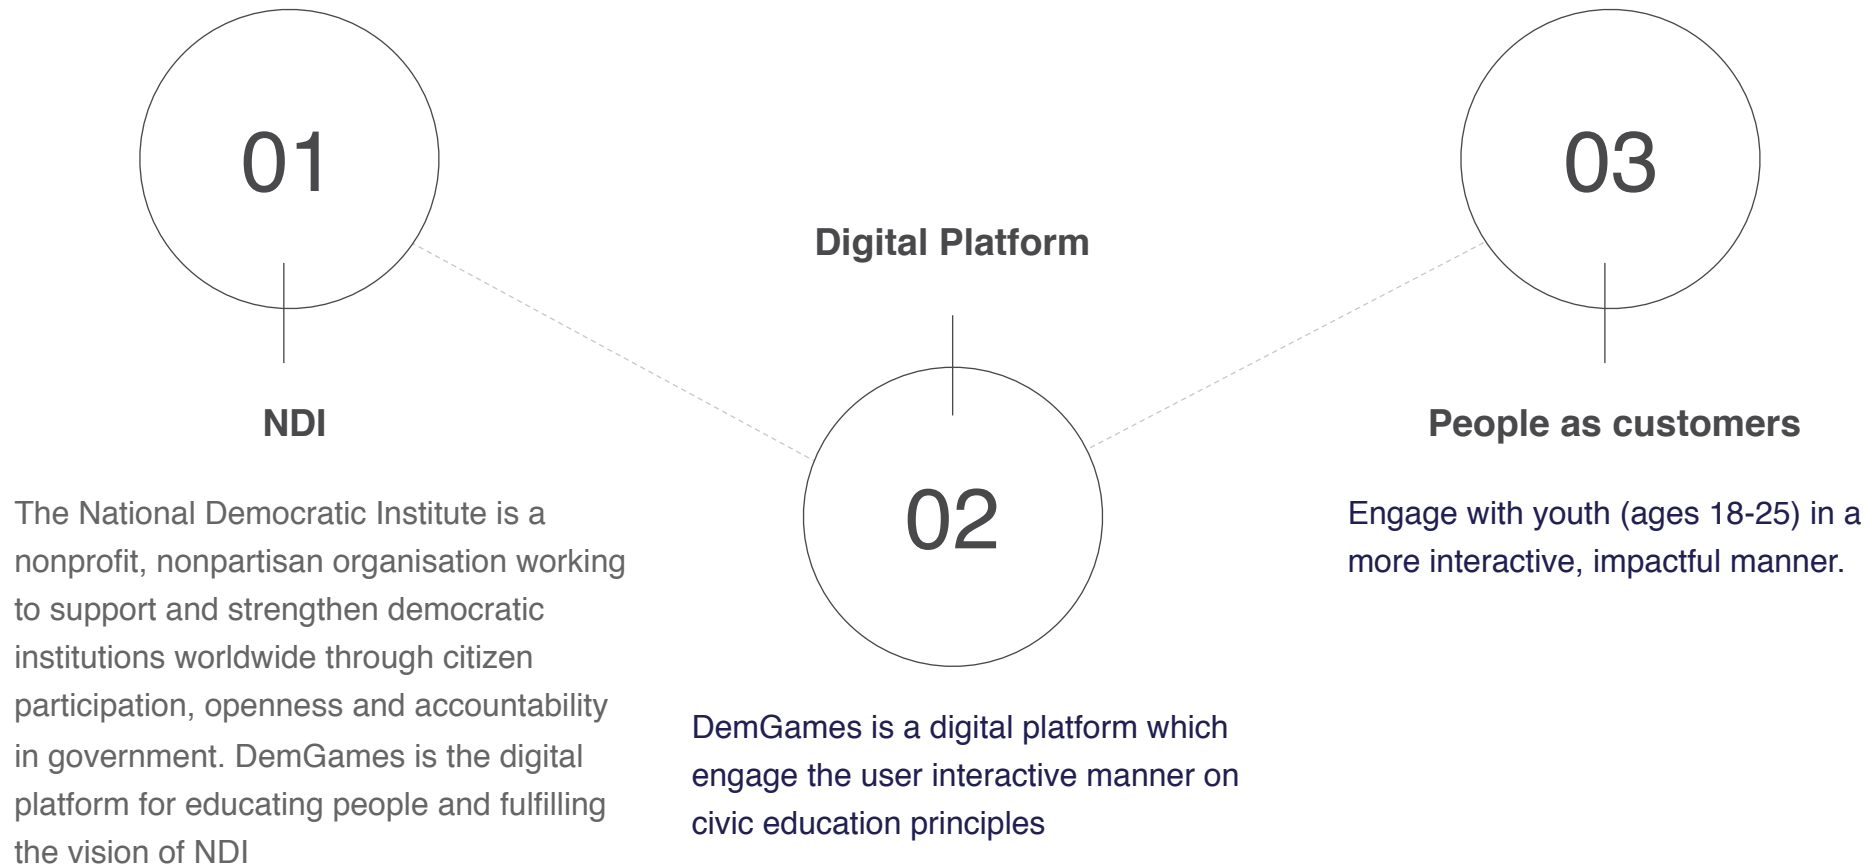 01
NDI
The National Democratic Institute is a
nonprofit, nonpartisan organisation working
to support and strengthen democratic
institutions worldwide through citizen
participation, openness and accountability
in government. DemGames is the digital
platform for educating people and fulfilling
the vision of NDI
Digital Platform
02
DemGames is a digital platform which
engage the user interactive manner on
civic education principles
03
People as customers
Engage with youth (ages 18-25) in a
more interactive, impactful manner.